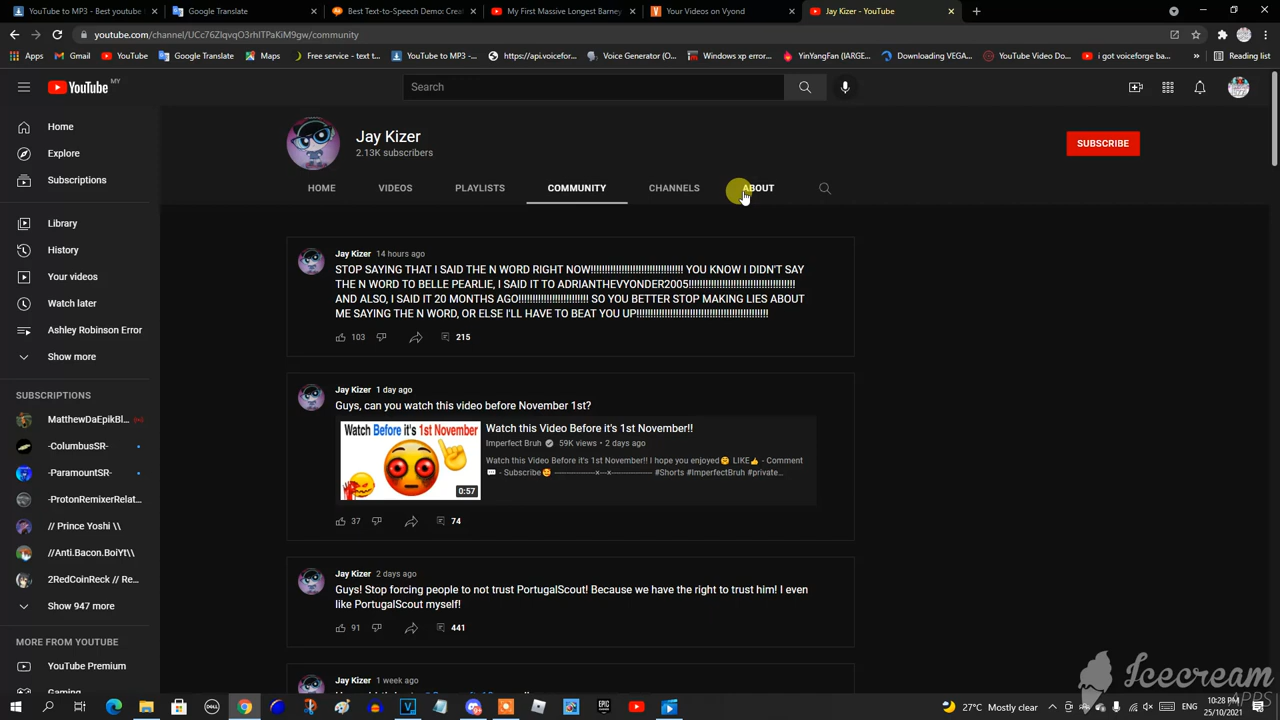 YouTube to MP3 - youtube to w
Google Translate
Best Text-to-Speech Demo: Crea
My First Massive Longest Barney
Your Videos on Vyond
Jay Kizer - YouTube
youtube.com/channel/UCc76ZlqvqO3rhITPaKiM9gw/community
Apps
Gmail
YouTube
Google Translate
Maps
YouTube to MP3 -...
Free service - text t...
https://api.voicefor...
Voice Generator (O...
Windows xp error...
YinYangFan (lARGE...
Downloading VEGA...
YouTube Video Do...
i got voiceforge ba...
»
Reading list
YouTube MY
Search
Home
Explore
Subscriptions
Library
History
Your videos
Watch later
Ashley Robinson Error
Show more
SUBSCRIPTIONS
MatthewDaEpikBl...
-ColumbusSR-
-ParamountSR-
-ProtonRemixerRelat...
// Prince Yoshi \\
//Anti.Bacon.BoiYt\\
2RedCoinReck // Re...
Show 947 more
MORE FROM YOUTUBE
YouTube Premium
Gaming
Jay Kizer
2.13K subscribers
SUBSCRIBE
HOME
VIDEOS
PLAYLISTS
COMMUNITY
CHANNELS
ABOUT
Jay Kizer 14 hours ago
STOP SAYING THAT I SAID THE N WORD RIGHT NOW!!!!!!!!!!!!!!!!!!!!!!!!!!!!!!!!! YOU KNOW I DIDN'T SAY
THE N WORD TO BELLE PEARLIE, I SAID IT TO ADRIANTHEVYONDER2005!!!!!!!!!!!!!!!!!!!!!!!!!!!!!!!!!!!!!!
AND ALSO, I SAID IT 20 MONTHS AGO!!!!!!!!!!!!!!!!!!!!!!!!! SO YOU BETTER STOP MAKING LIES ABOUT
ME SAYING THE N WORD, OR ELSE I'LL HAVE TO BEAT YOU UP!!!!!!!!!!!!!!!!!!!!!!!!!!!!!!!!!!!!!!!!!!!!!!!
103
215
Jay Kizer 1 day ago
Guys, can you watch this video before November 1st?
Watch Before it's 1st November
0:57
Watch this Video Before it's 1st November!!
Imperfect Bruh 59K views • 2 days ago
Watch this Video Before it's 1st November!! I hope you enjoyed☺️ LIKE👍 - Comment
💬 - Subscribe😍 -----------------x---x----------------- #Shorts #ImperfectBruh #private...
37
74
Jay Kizer 2 days ago
Guys! Stop forcing people to not trust PortugalScout! Because we have the right to trust him! I even
like PortugalScout myself!
91
441
Jay Kizer 1 week ago
Icecream
APPS
DELL
EPIC
27°C Mostly clear
ENG
10:28 PM
25/10/2021